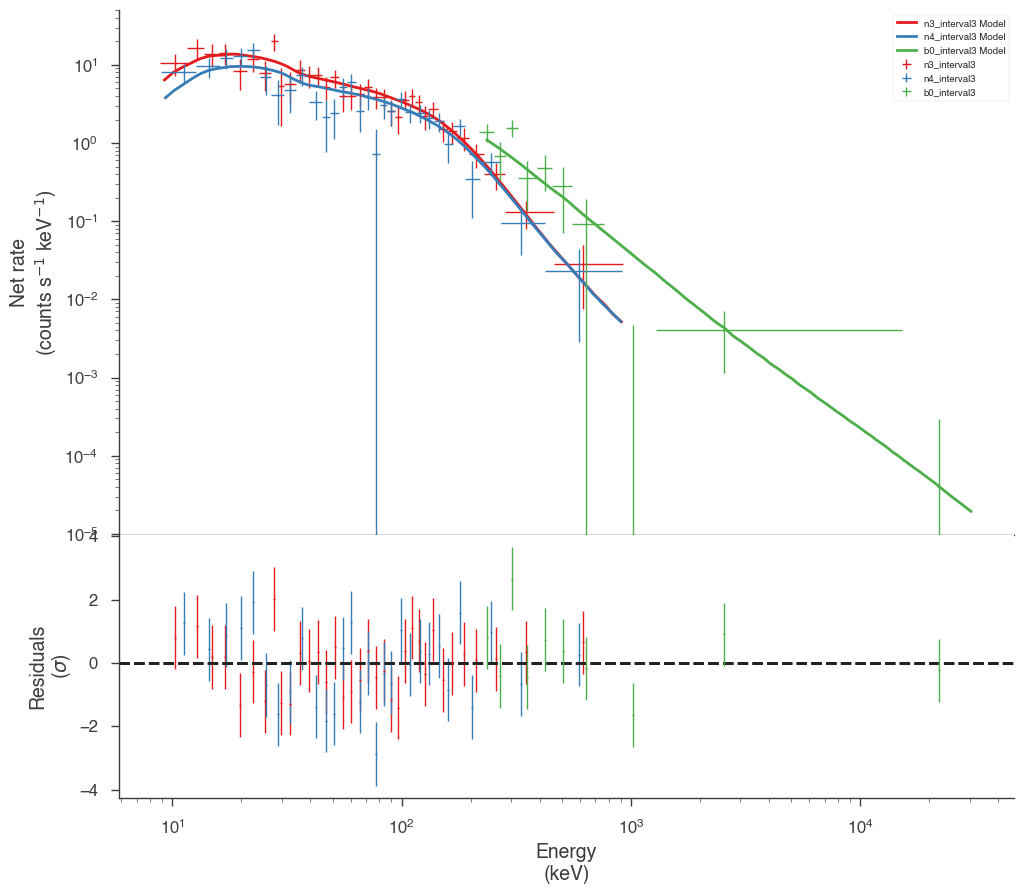 n3_interval3 Model
n4_interval3 Model
b0_interval3 Model
n3_interval3
n4_interval3
b0_interval3
10¹
10⁰
10⁻¹
10⁻²
10⁻³
10⁻⁴
10⁻⁵
Net rate
(counts s⁻¹ keV⁻¹)
4
2
0
−2
−4
Residuals
(σ)
10¹ 10² 10³ 10⁴
Energy
(keV)